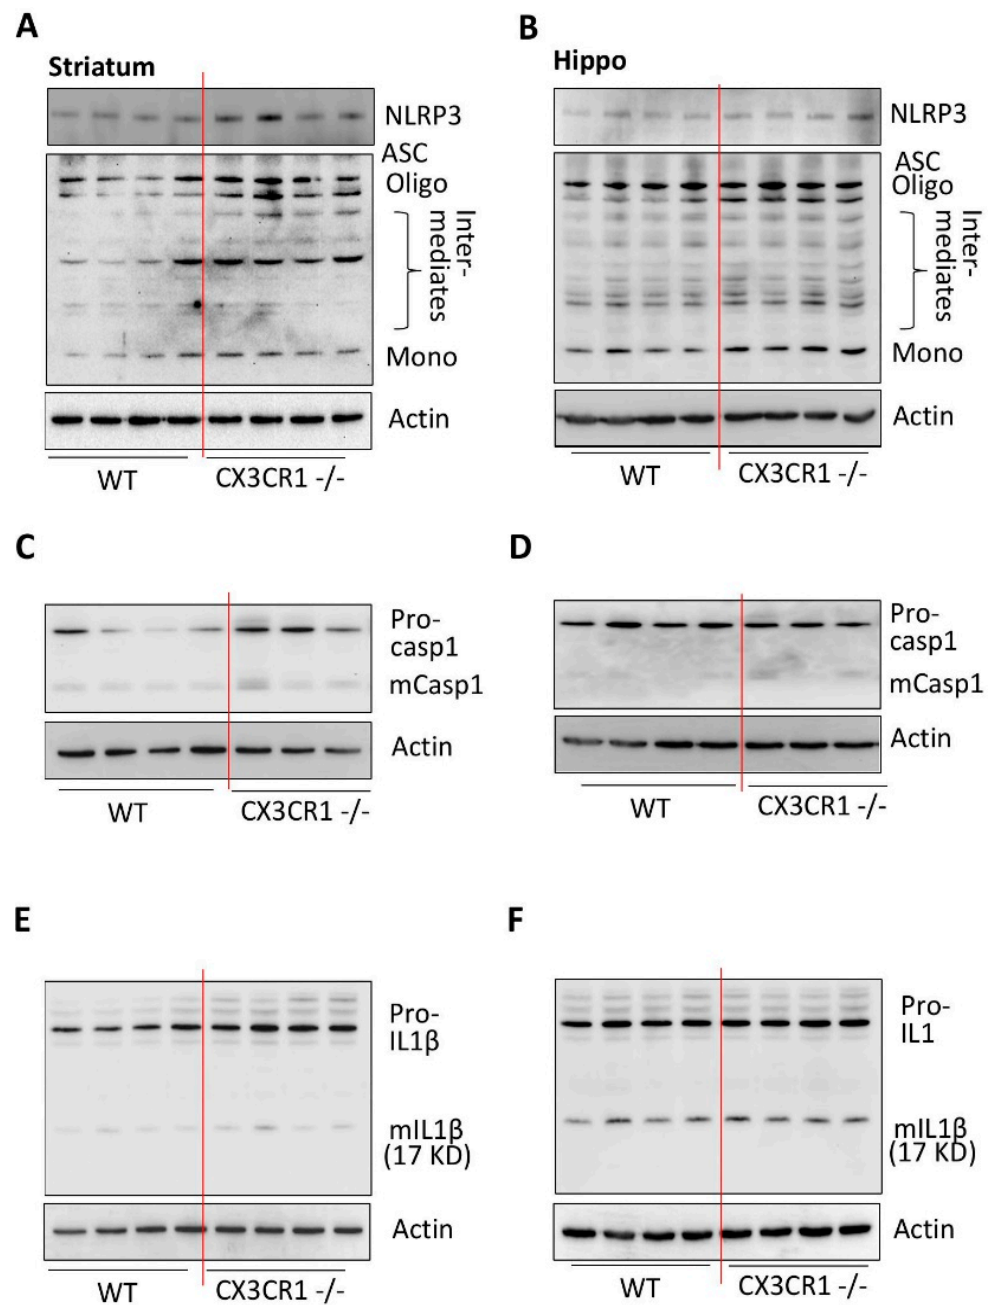 A
Striatum
NLRP3
ASC
Oligo
Inter-
mediates
Mono
Actin
WT
CX3CR1 -/-
B
Hippo
NLRP3
ASC
Oligo
Inter-
mediates
Mono
Actin
WT
CX3CR1 -/-
C
Pro-
casp1
mCasp1
Actin
WT
CX3CR1 -/-
D
Pro-
casp1
mCasp1
Actin
WT
CX3CR1 -/-
E
Pro-
IL1β
mIL1β
(17 KD)
Actin
WT
CX3CR1 -/-
F
Pro-
IL1
mIL1β
(17 KD)
Actin
WT
CX3CR1 -/-